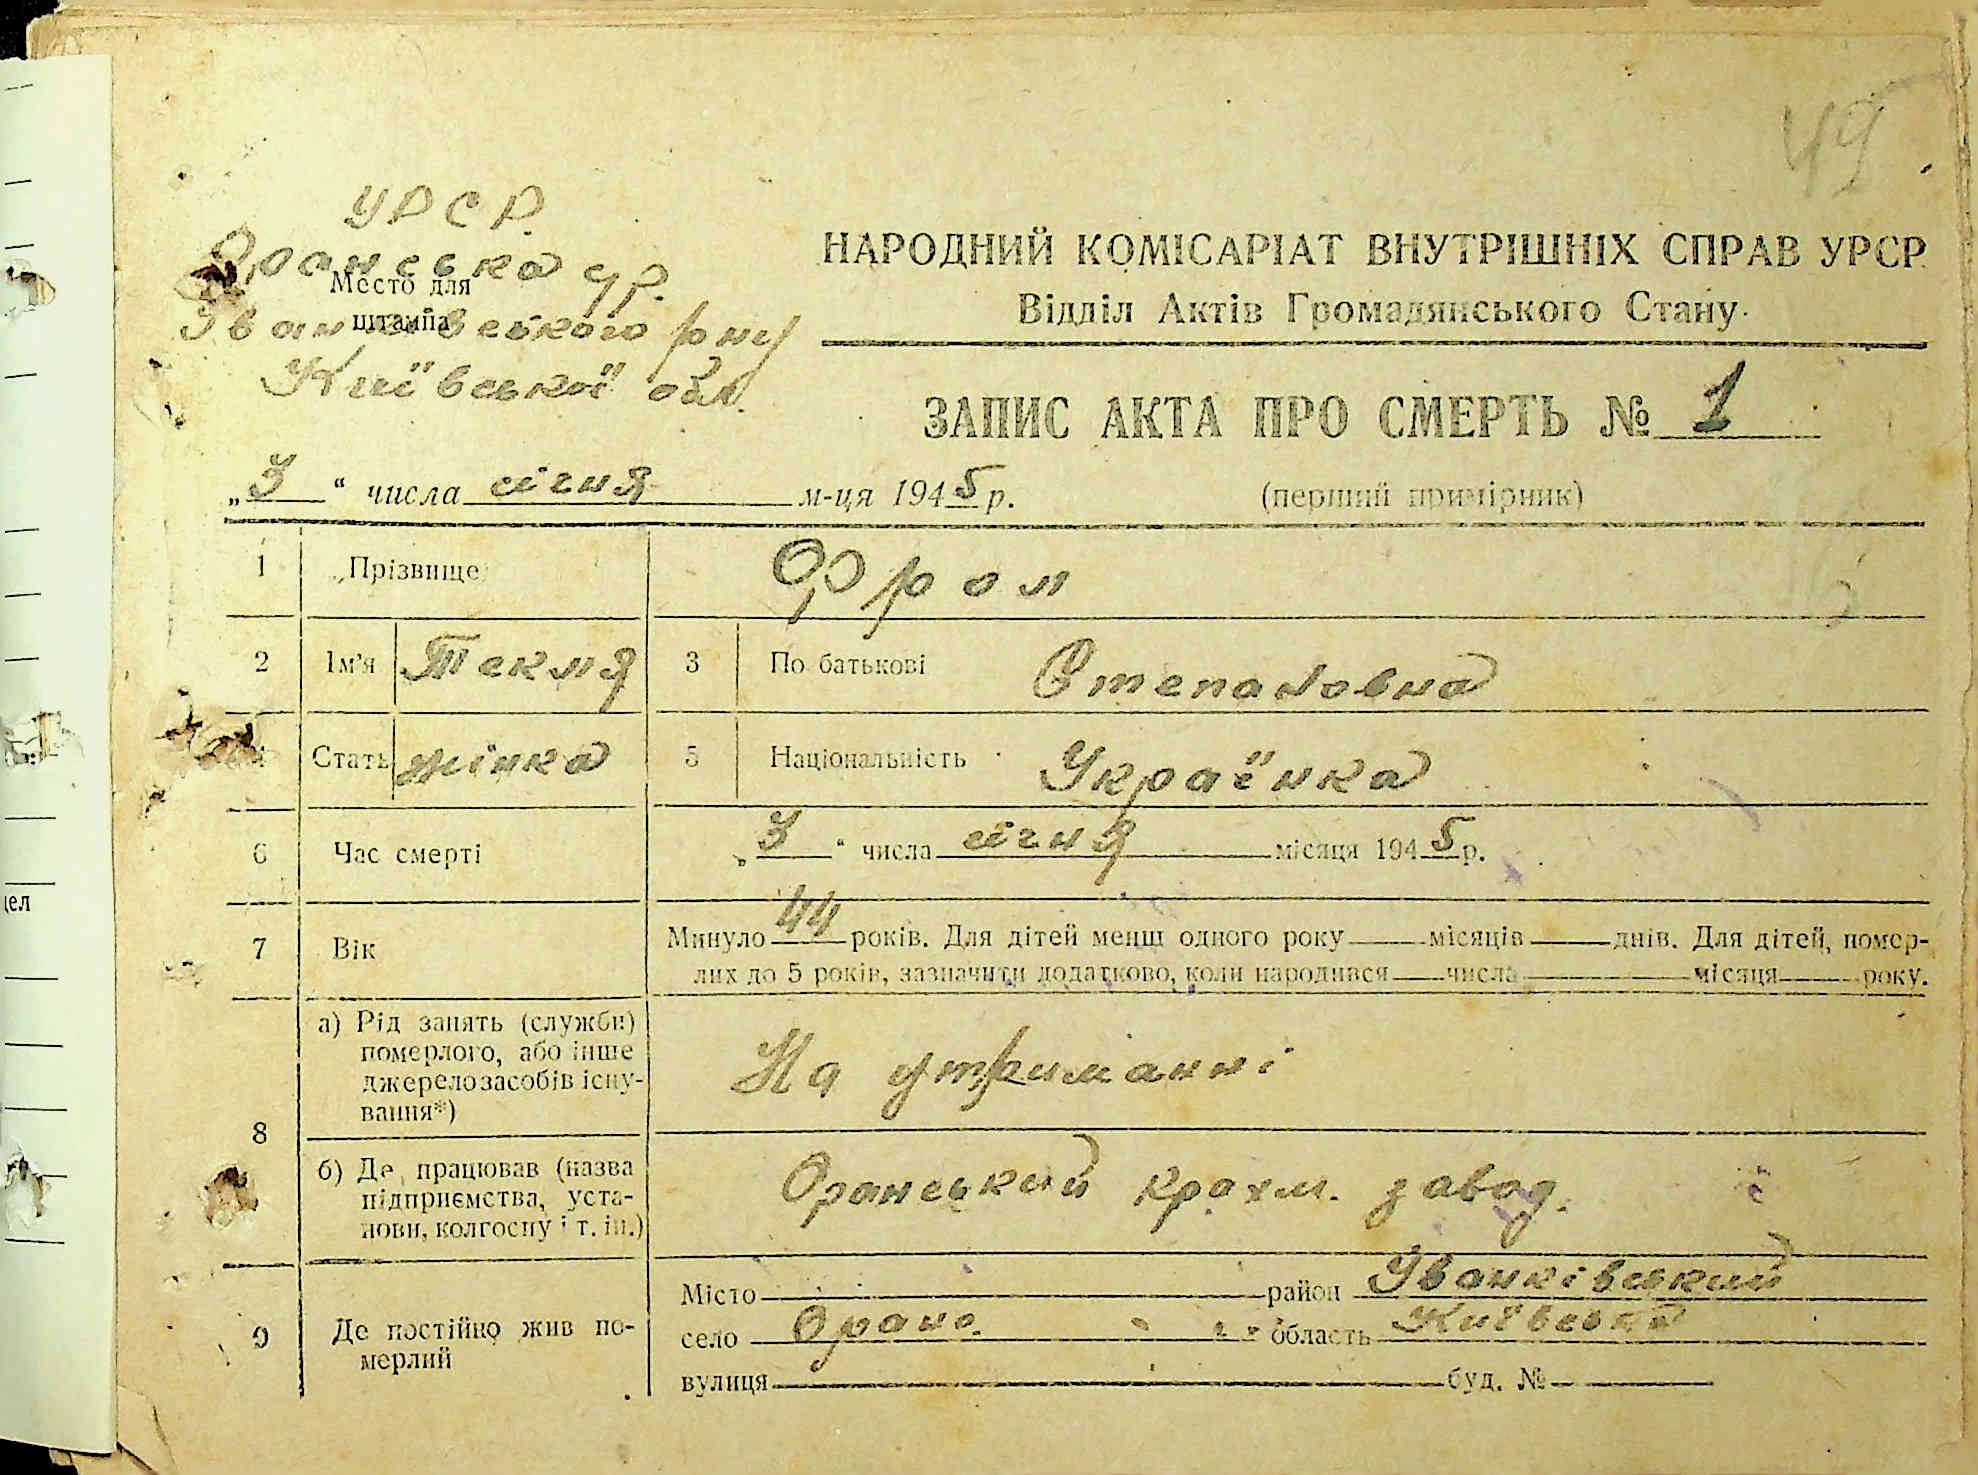 49
УРСР.
Оранська ур.
Место для
штампа
Іванківського рну
Київської обл.
НАРОДНИЙ КОМІСАРІАТ ВНУТРІШНІХ СПРАВ УРСР
Відділ Актів Громадянського Стану
ЗАПИС АКТА ПРО СМЕРТЬ № 1
„3“ числа січня м-ця 1945 р. (перший примірник)
1 Прізвище Фрол
2 Ім'я Текля 3 По батькові Степановна
4 Стать жінка 5 Національність Українка
6 Час смерті „3“ числа січня місяця 1945 р.
7 Вік Минуло 44 років. Для дітей менш одного року місяців днів. Для дітей, помер-
лих до 5 років, зазначити додатково, коли народився числа місяця року.
8 а) Рід занять (служби)
померлого, або інше
джерело засобів існу-
вання*) На утриманні
б) Де працював (назва
підприємства, уста-
нови, колгоспу і т. ін.) Оранський крохм. завод.
9 Де постійно жив по-
мерлий
Місто район Іванківський
село Оране область Київська
вулиця буд. №
дел